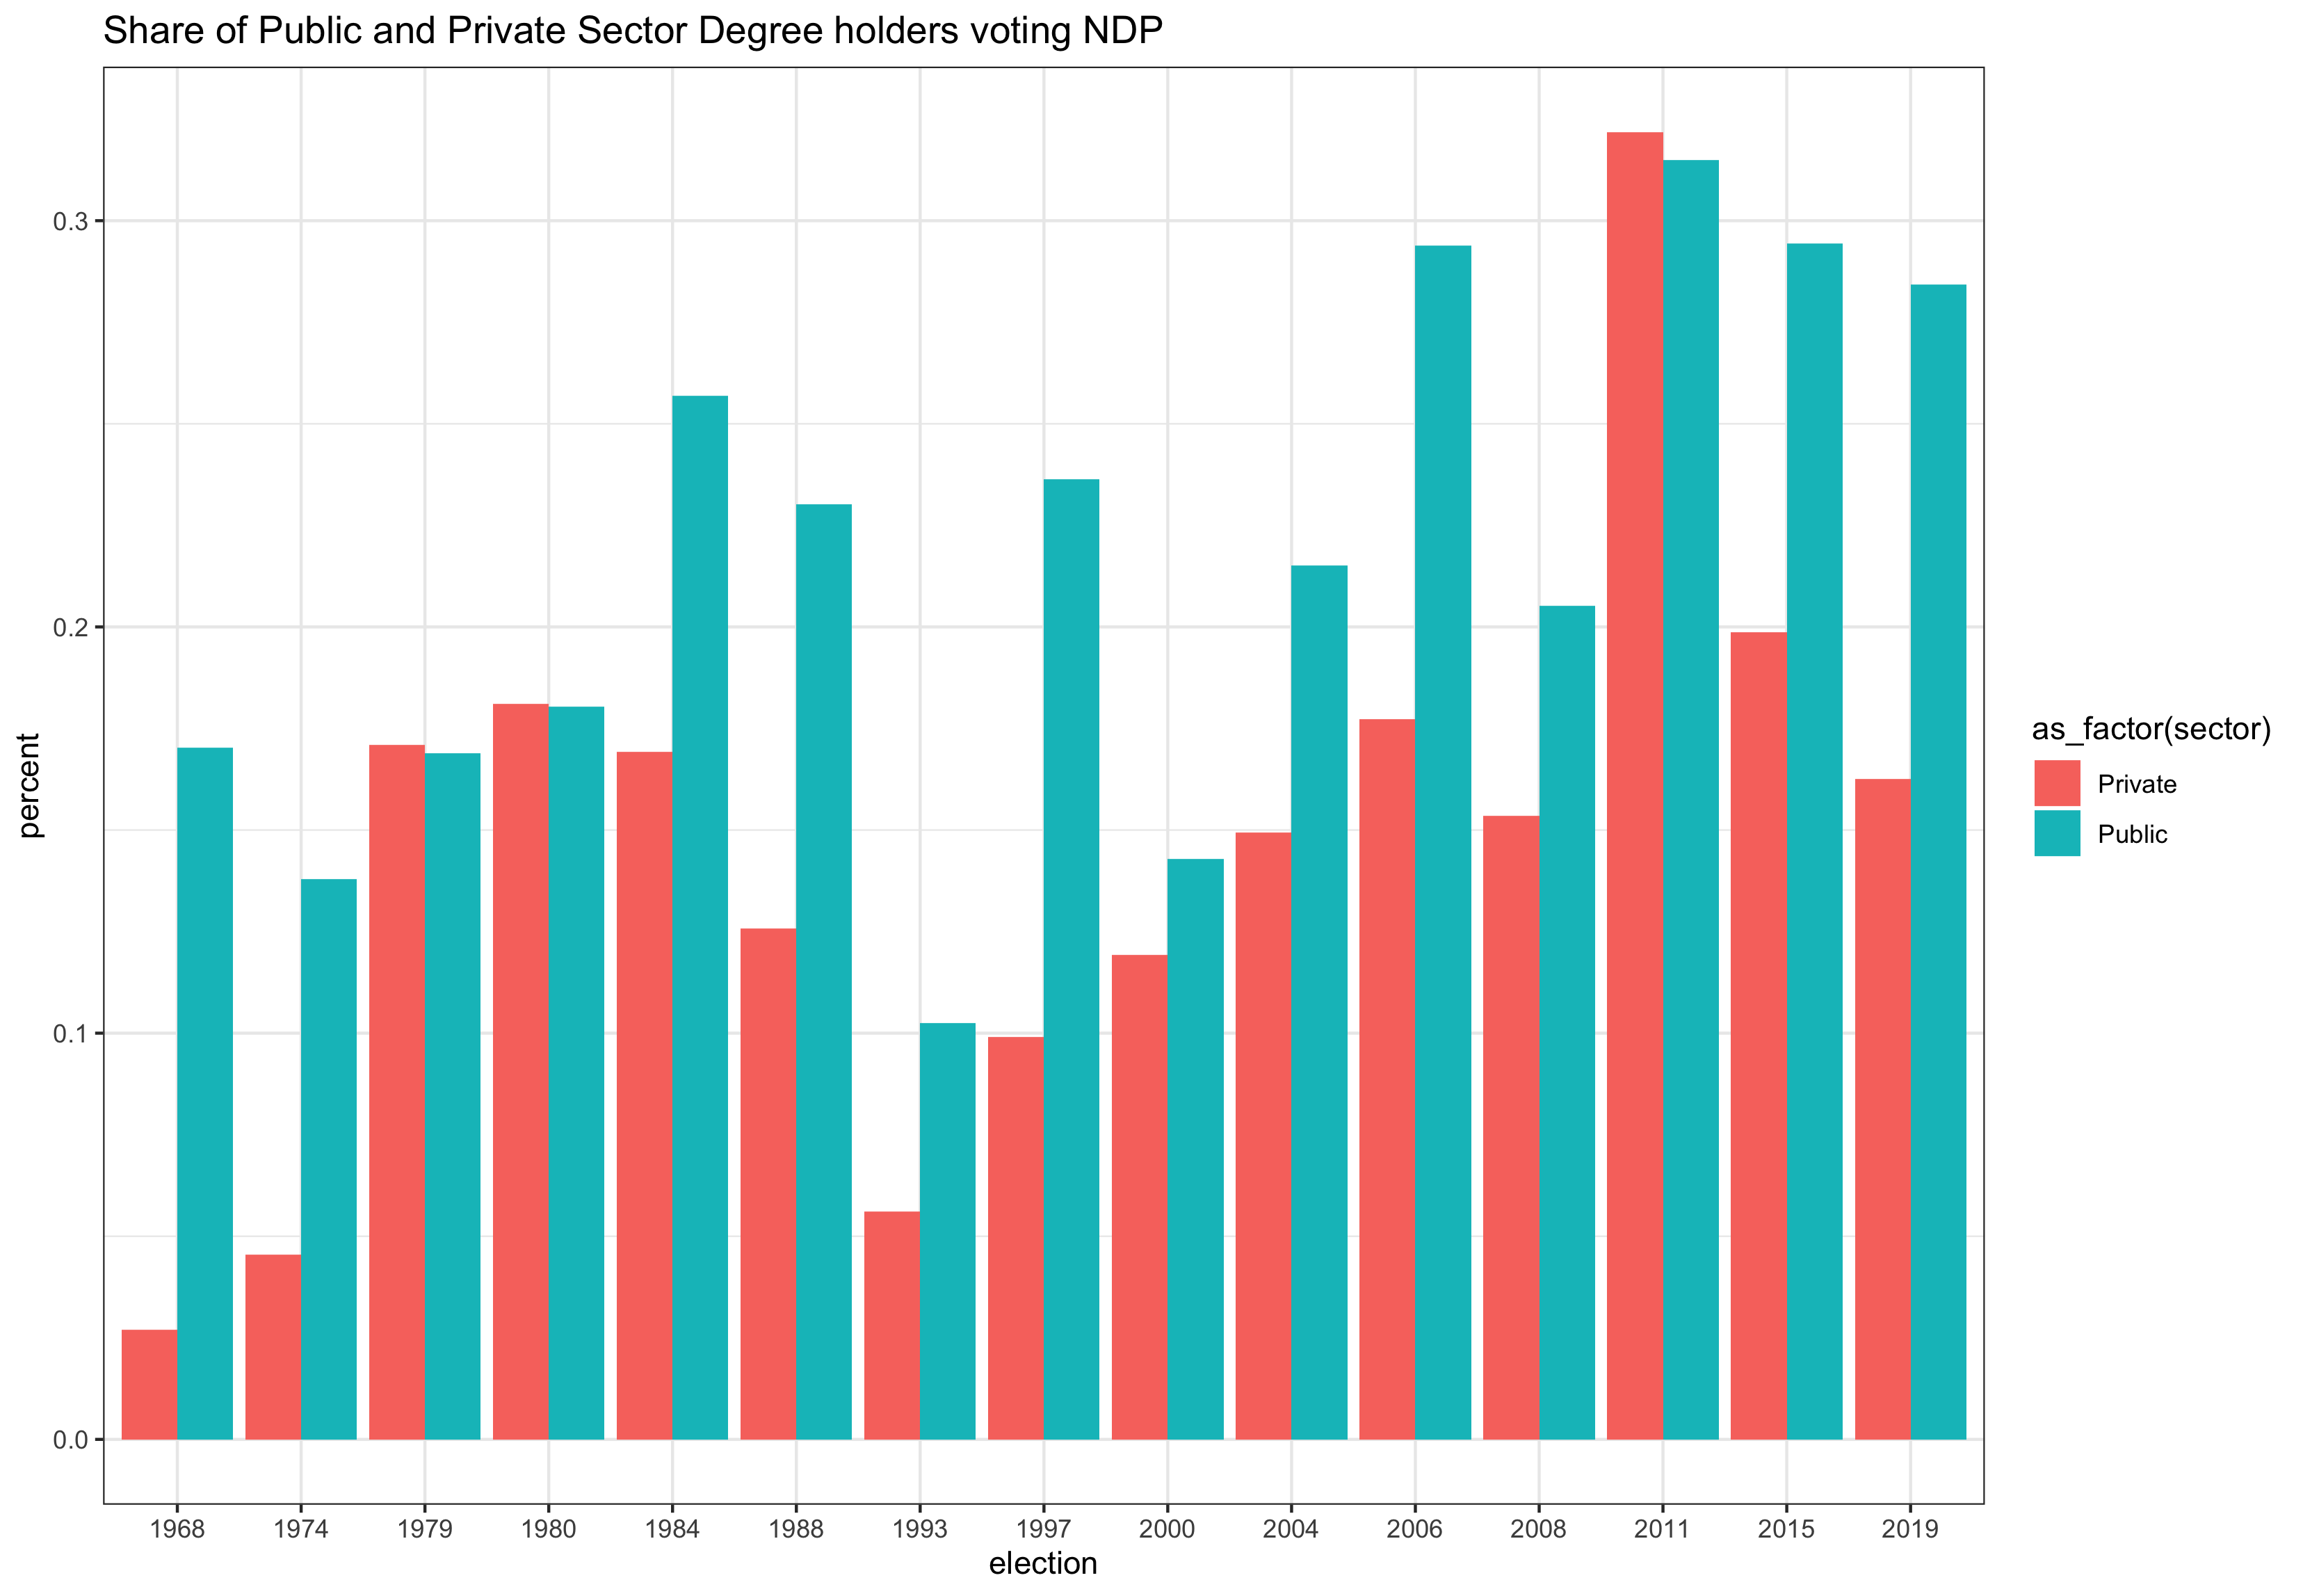 Share of Public and Private Sector Degree holders voting NDP
percent
0.3
0.2
0.1
0.0
1968 1974 1979 1980 1984 1988 1993 1997 2000 2004 2006 2008 2011 2015 2019
election
as_factor(sector)
Private
Public